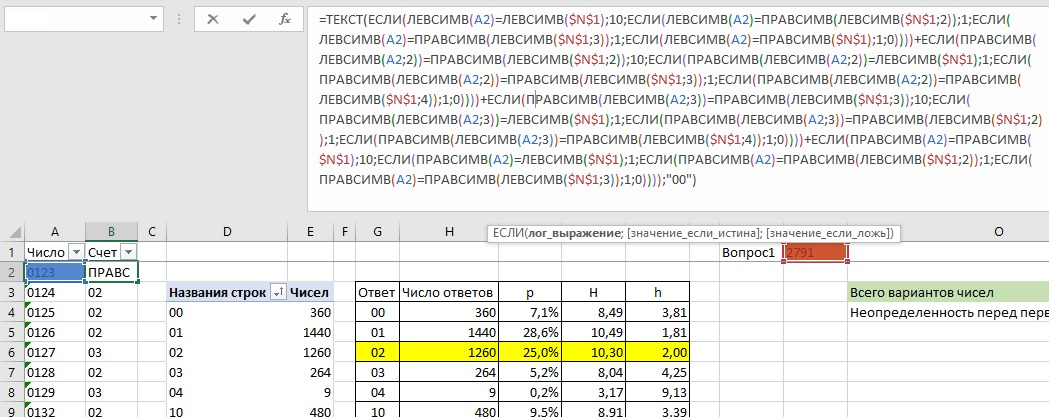 =ТЕКСТ(ЕСЛИ(ЛЕВСИМВ(A2)=ЛЕВСИМВ($N$1);10;ЕСЛИ(ЛЕВСИМВ(A2)=ПРАВСИМВ(ЛЕВСИМВ($N$1;2));1;ЕСЛИ(
ЛЕВСИМВ(A2)=ПРАВСИМВ(ЛЕВСИМВ($N$1;3));1;ЕСЛИ(ЛЕВСИМВ(A2)=ПРАВСИМВ($N$1);1;0))))+ЕСЛИ(ПРАВСИМВ(
ЛЕВСИМВ(A2;2))=ПРАВСИМВ(ЛЕВСИМВ($N$1;2));10;ЕСЛИ(ПРАВСИМВ(ЛЕВСИМВ(A2;2))=ЛЕВСИМВ($N$1);1;ЕСЛИ(
ПРАВСИМВ(ЛЕВСИМВ(A2;2))=ПРАВСИМВ(ЛЕВСИМВ($N$1;3));1;ЕСЛИ(ПРАВСИМВ(ЛЕВСИМВ(A2;2))=ПРАВСИМВ(
ЛЕВСИМВ($N$1;4));1;0))))+ЕСЛИ(ПРАВСИМВ(ЛЕВСИМВ(A2;3))=ПРАВСИМВ(ЛЕВСИМВ($N$1;3));10;ЕСЛИ(
ПРАВСИМВ(ЛЕВСИМВ(A2;3))=ЛЕВСИМВ($N$1);1;ЕСЛИ(ПРАВСИМВ(ЛЕВСИМВ(A2;3))=ПРАВСИМВ(ЛЕВСИМВ($N$1;2)
);1;ЕСЛИ(ПРАВСИМВ(ЛЕВСИМВ(A2;3))=ПРАВСИМВ(ЛЕВСИМВ($N$1;4));1;0))))+ЕСЛИ(ПРАВСИМВ(A2)=ПРАВСИМВ(
$N$1);10;ЕСЛИ(ПРАВСИМВ(A2)=ЛЕВСИМВ($N$1);1;ЕСЛИ(ПРАВСИМВ(A2)=ПРАВСИМВ(ЛЕВСИМВ($N$1;2));1;ЕСЛИ(
ПРАВСИМВ(A2)=ПРАВСИМВ(ЛЕВСИМВ($N$1;3));1;0))));"00")
ЕСЛИ(лог_выражение; [значение_если_истина]; [значение_если_ложь])
A B C D E F G H O
1 Число Счет Вопрос1 2791
2 0123 ПРАВС
3 0124 02 Названия строк Чисел Ответ Число ответов p H h Всего вариантов чисел
4 0125 02 00 360 00 360 7,1% 8,49 3,81 Неопределенность перед перв
5 0126 02 01 1440 01 1440 28,6% 10,49 1,81
6 0127 03 02 1260 02 1260 25,0% 10,30 2,00
7 0128 02 03 264 03 264 5,2% 8,04 4,25
8 0129 03 04 9 04 9 0,2% 3,17 9,13
9 0132 02 10 480 10 480 9,5% 8,91 3,39